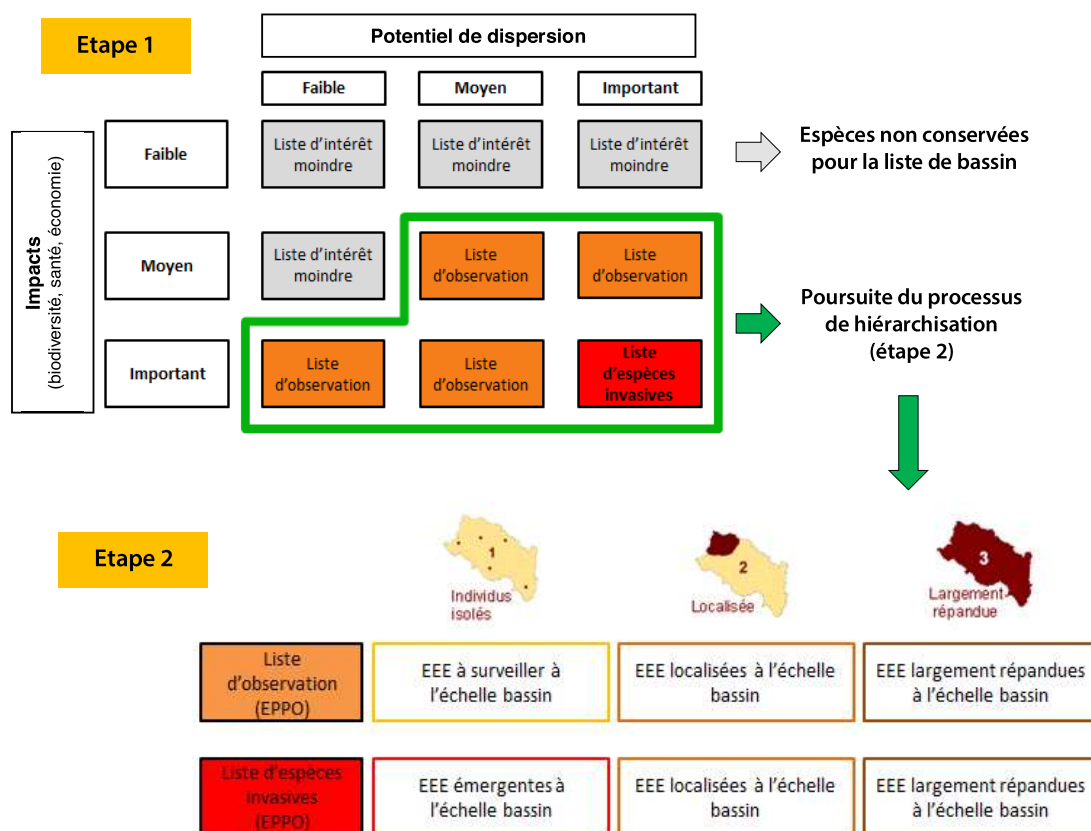 Etape 1
Potentiel de dispersion
Faible
Moyen
Important
Impacts
(biodiversité, santé, économie)
Faible
Liste d'intérêt
moindre
Liste d'intérêt
moindre
Liste d'intérêt
moindre
Espèces non conservées
pour la liste de bassin
Moyen
Liste d'intérêt
moindre
Liste
d'observation
Liste
d'observation
Poursuite du processus
de hiérarchisation
(étape 2)
Important
Liste
d'observation
Liste
d'observation
Liste
d'espèces
invasives
Etape 2
1
Individus
isolés
2
Localisée
3
Largement
répandue
Liste
d'observation
(EPPO)
EEE à surveiller à
l'échelle bassin
EEE localisées à l'échelle
bassin
EEE largement répandues
à l'échelle bassin
Liste d'espèces
invasives
(EPPO)
EEE émergentes à
l'échelle bassin
EEE localisées à l'échelle
bassin
EEE largement répandues
à l'échelle bassin